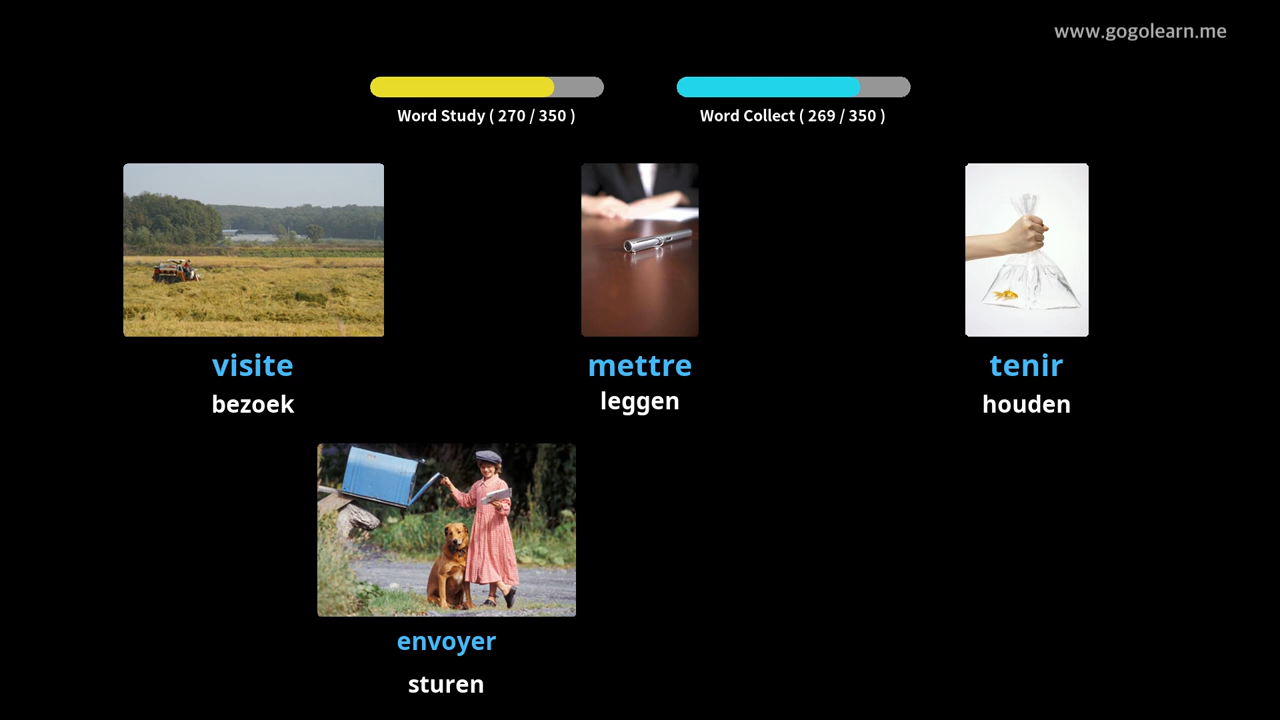 www.gogolearn.me
Word Study ( 270 / 350 )
Word Collect ( 269 / 350 )
visite
bezoek
mettre
leggen
tenir
houden
envoyer
sturen